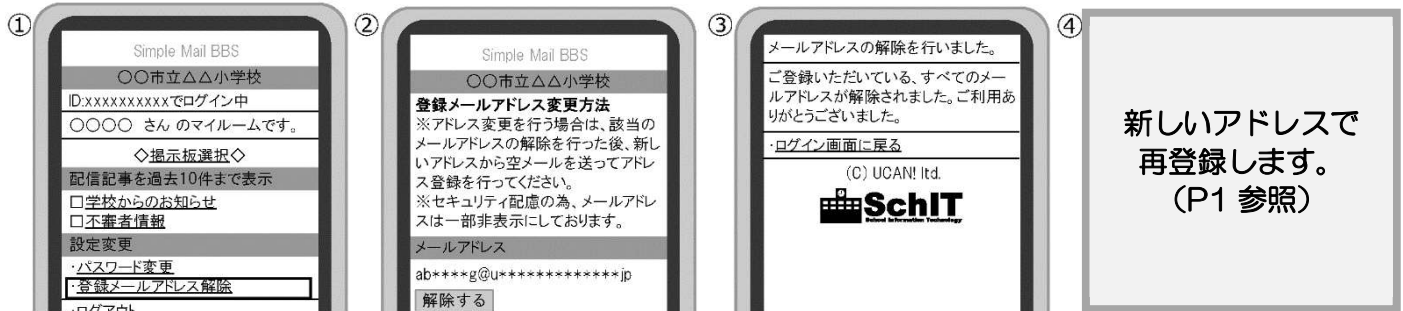 ①
Simple Mail BBS
〇〇市立△△小学校
ID:xxxxxxxxxxでログイン中
〇〇〇〇 さん のマイルームです。
◇掲示板選択◇
配信記事を過去10件まで表示
□学校からのお知らせ
□不審者情報
設定変更
・パスワード変更
・登録メールアドレス解除
・ログアウト
②
Simple Mail BBS
〇〇市立△△小学校
登録メールアドレス変更方法
※アドレス変更を行う場合は、該当の
メールアドレスの解除を行った後、新し
いアドレスから空メールを送ってアドレ
ス登録を行ってください。
※セキュリティ配慮の為、メールアドレ
スは一部非表示にしております。
メールアドレス
ab****g@u*************jp
解除する
③
メールアドレスの解除を行いました。
ご登録いただいている、すべてのメー
ルアドレスが解除されました。ご利用あ
りがとうございました。
・ログイン画面に戻る
(C) UCAN! ltd.
SchIT
School Information Technology
④
新しいアドレスで
再登録します。
（P1 参照）